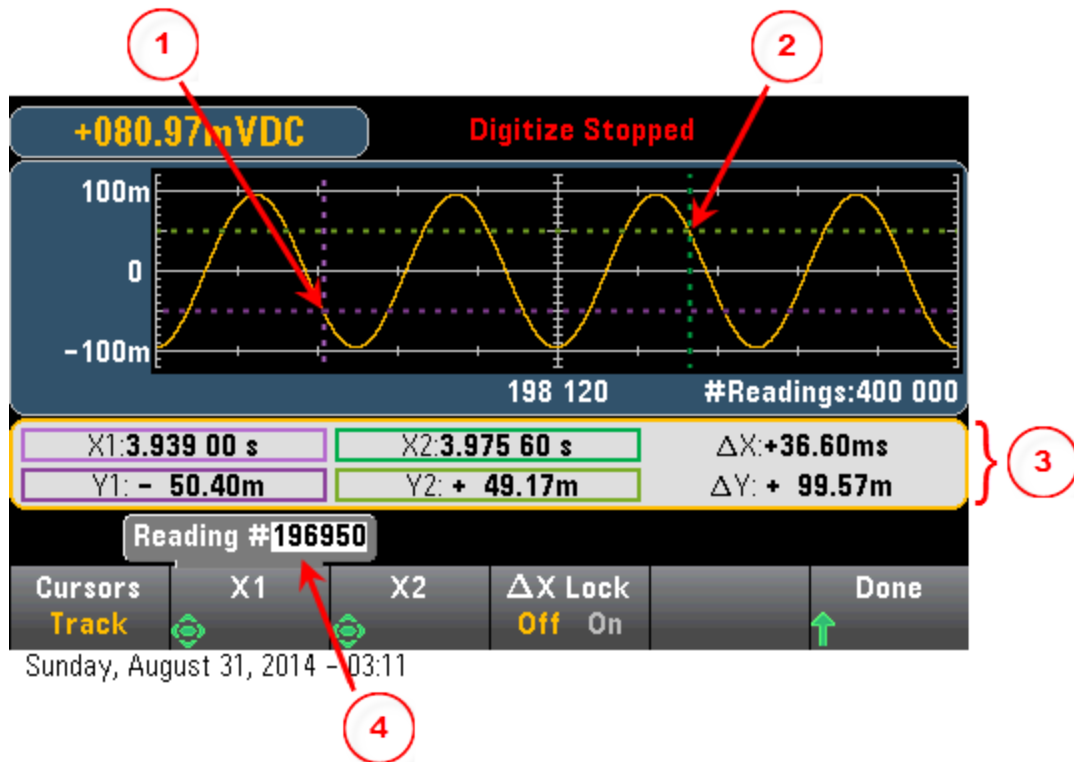 1
2
+080.97mVDC
Digitize Stopped
100m
0
-100m
198 120
#Readings:400 000
X1:3.939 00 s
X2:3.975 60 s
ΔX:+36.60ms
Y1: - 50.40m
Y2: + 49.17m
ΔY: + 99.57m
3
Reading #196950
Cursors
X1
X2
ΔX Lock
Done
Track
Off On
Sunday, August 31, 2014 - 03:11
4